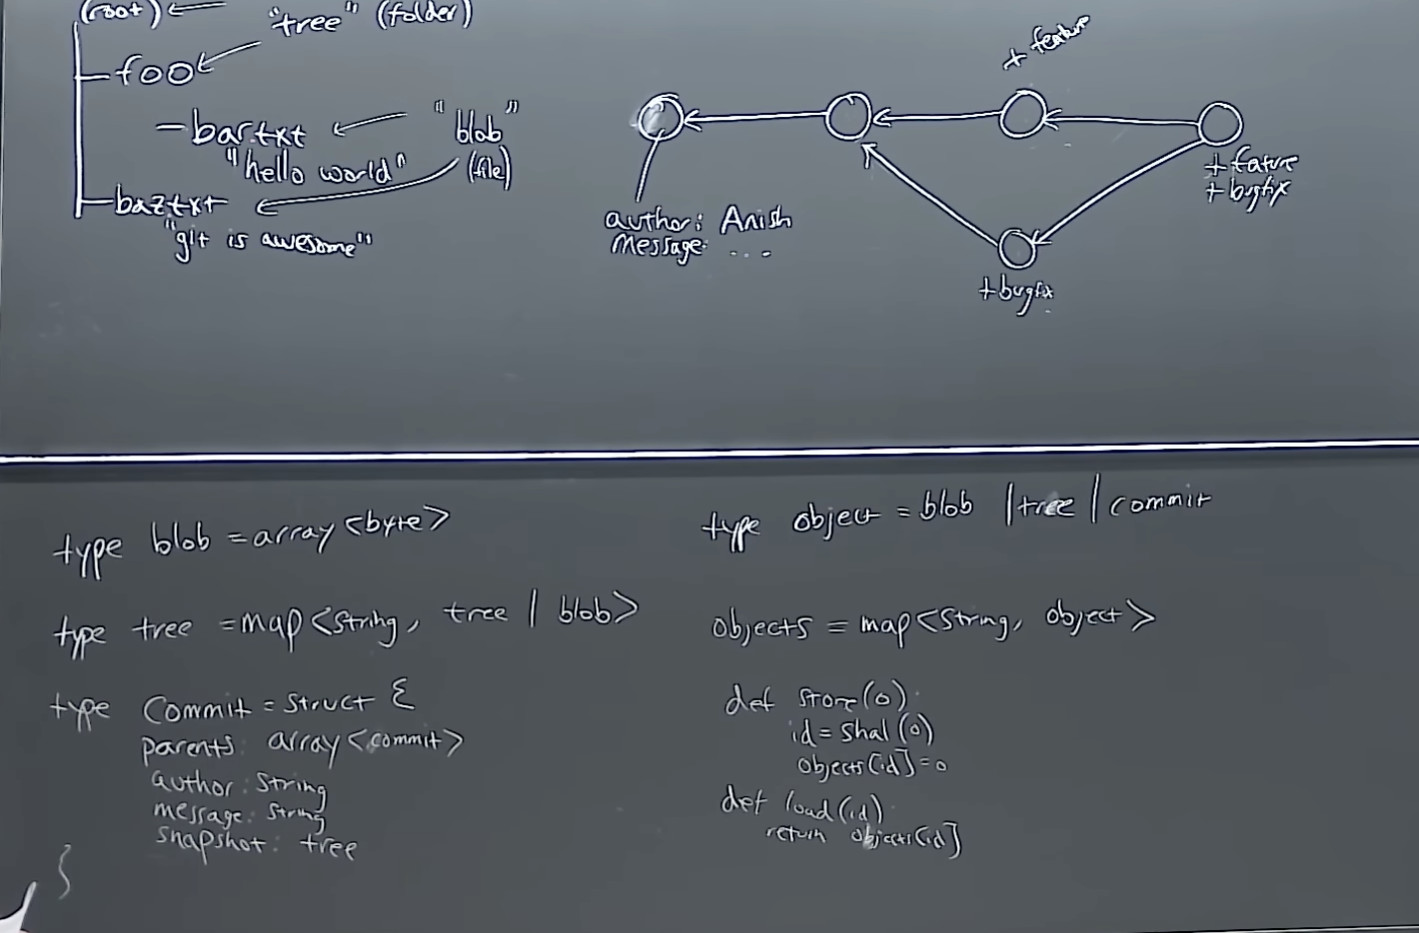 (root)
"tree" (folder)
foo
bar.txt
"hello world"
"blob"
(file)
baz.txt
"git is awesome"
+ feature
author: Anish
message: ....
+ bugfix
+ feature
+ bugfix
type blob = array<byte>
type tree = map<string, tree | blob>
type commit = struct {
parents: array<commit>
author: string
message: string
snapshot: tree
}
type object = blob | tree | commit
objects = map<string, object>
def store(o):
id = sha1(o)
objects[id] = o
def load(id):
return objects[id]